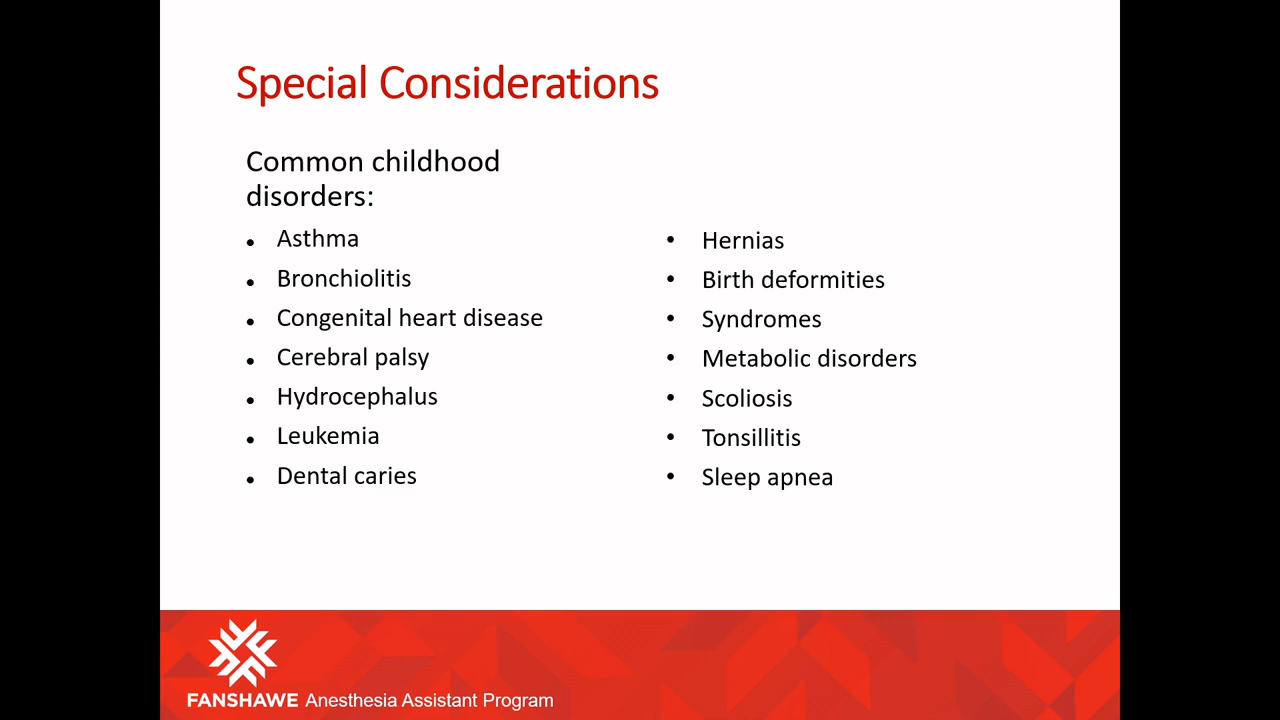 Special Considerations
Common childhood
disorders:
• Asthma
• Bronchiolitis
• Congenital heart disease
• Cerebral palsy
• Hydrocephalus
• Leukemia
• Dental caries
• Hernias
• Birth deformities
• Syndromes
• Metabolic disorders
• Scoliosis
• Tonsillitis
• Sleep apnea
FANSHAWE Anesthesia Assistant Program